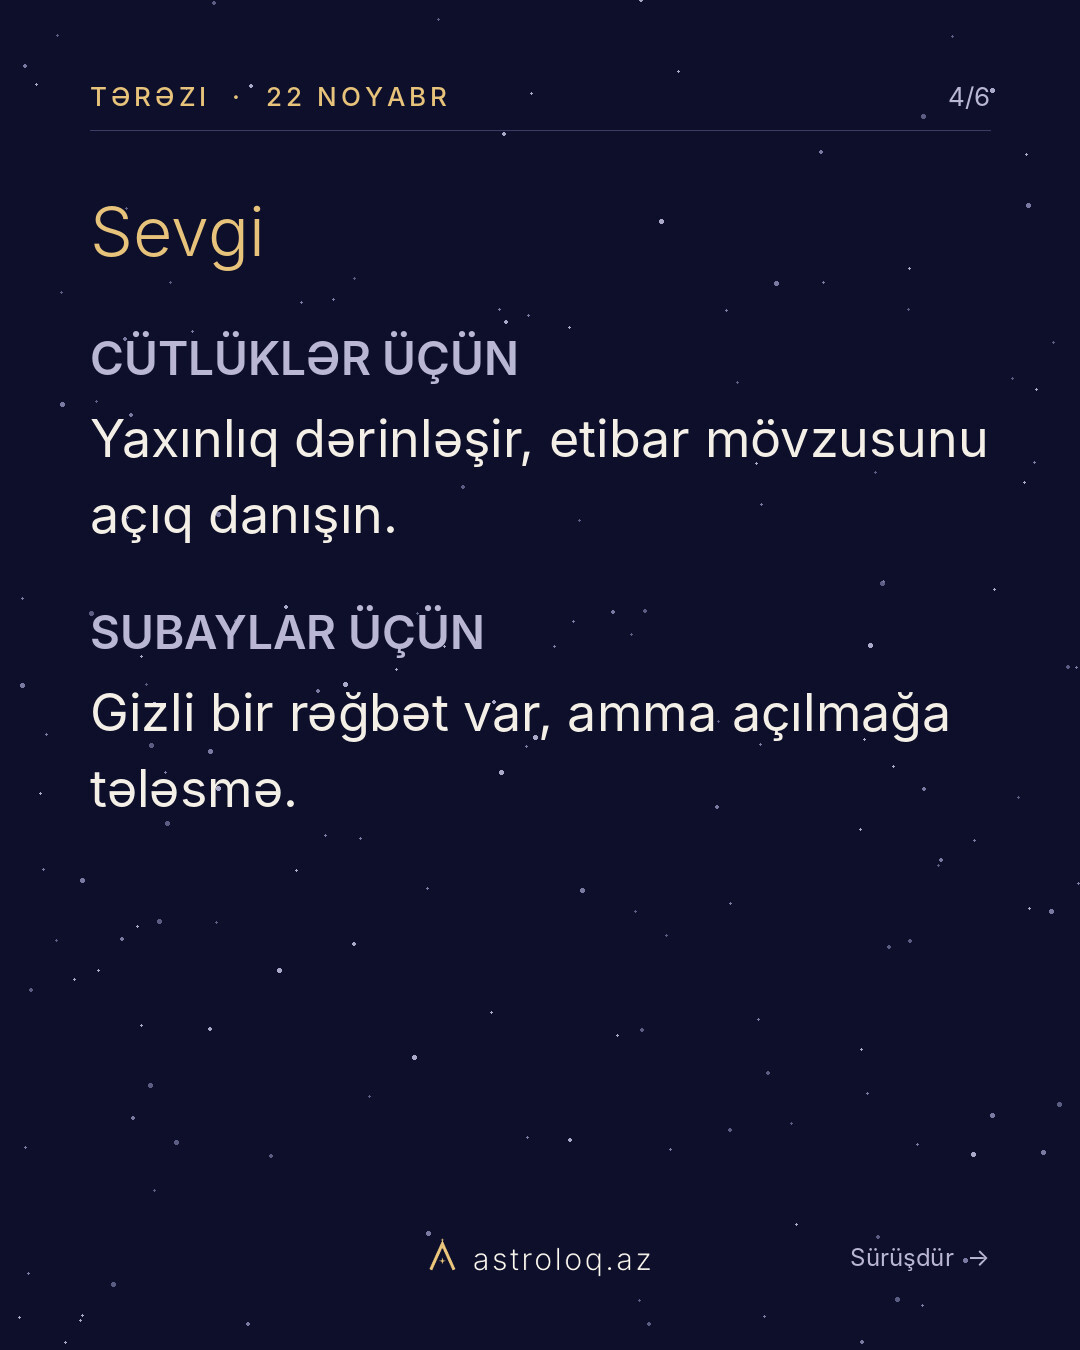 TƏRƏZI · 22 NOYABR
4/6
Sevgi
CÜTLÜKLƏR ÜÇÜN
Yaxınlıq dərinləşir, etibar mövzusunu
açıq danışın.
SUBAYLAR ÜÇÜN
Gizli bir rəğbət var, amma açılmağa
tələsmə.
astroloq.az
Sürüşdür →